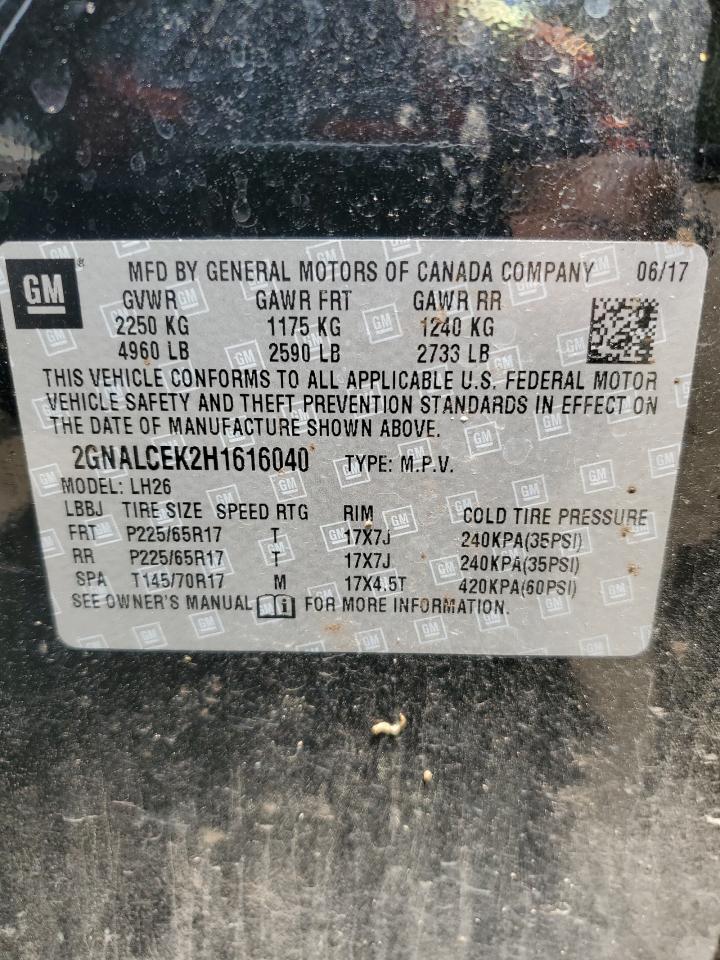 GM ® MFD BY GENERAL MOTORS OF CANADA COMPANY 06/17
GVWR GAWR FRT GAWR RR
2250 KG 1175 KG 1240 KG
4960 LB 2590 LB 2733 LB
THIS VEHICLE CONFORMS TO ALL APPLICABLE U.S. FEDERAL MOTOR
VEHICLE SAFETY AND THEFT PREVENTION STANDARDS IN EFFECT ON
THE DATE OF MANUFACTURE SHOWN ABOVE.
2GNALCEK2H1616040 TYPE: M.P.V.
MODEL: LH26
LBBJ TIRE SIZE SPEED RTG RIM COLD TIRE PRESSURE
FRT P225/65R17 T 17X7J 240KPA(35PSI)
RR P225/65R17 T 17X7J 240KPA(35PSI)
SPA T145/70R17 M 17X4.5T 420KPA(60PSI)
SEE OWNER'S MANUAL i FOR MORE INFORMATION.